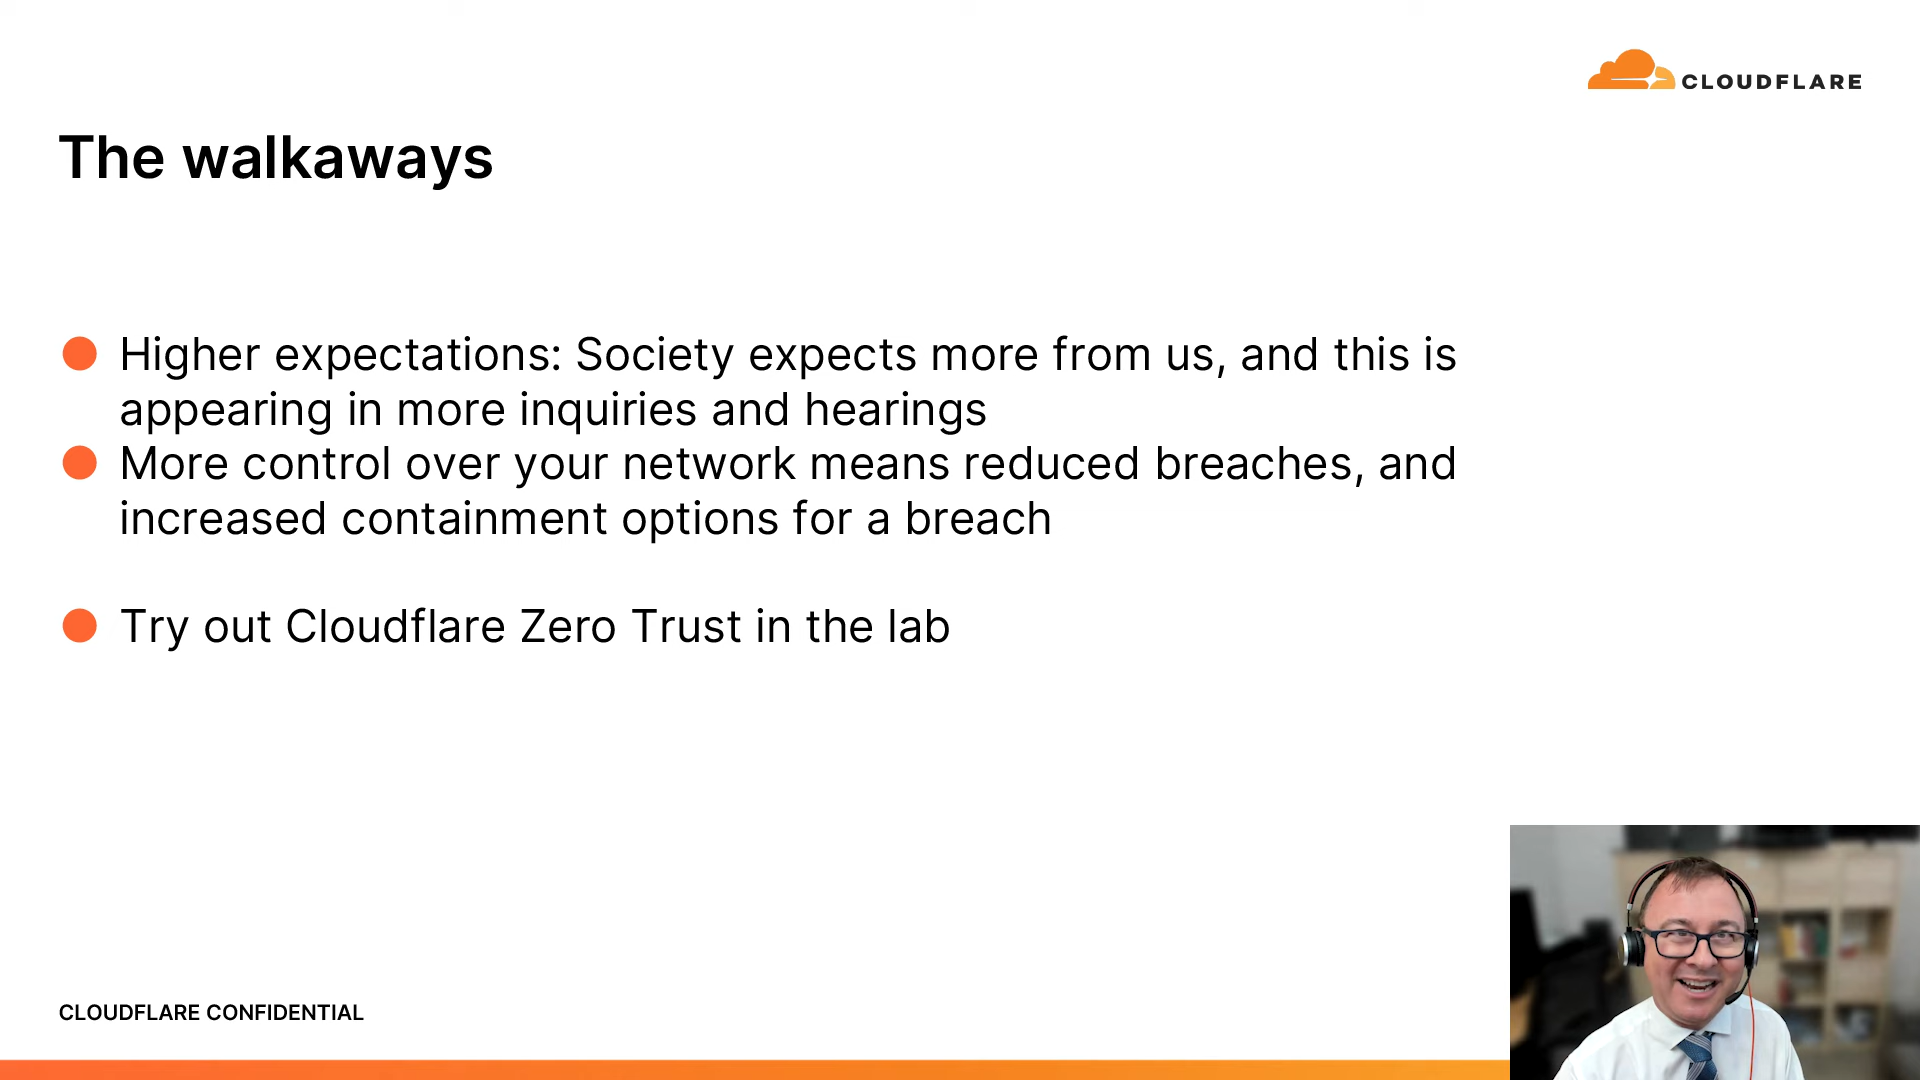 CLOUDFLARE
The walkaways
Higher expectations: Society expects more from us, and this is
appearing in more inquiries and hearings
More control over your network means reduced breaches, and
increased containment options for a breach
Try out Cloudflare Zero Trust in the lab
CLOUDFLARE CONFIDENTIAL